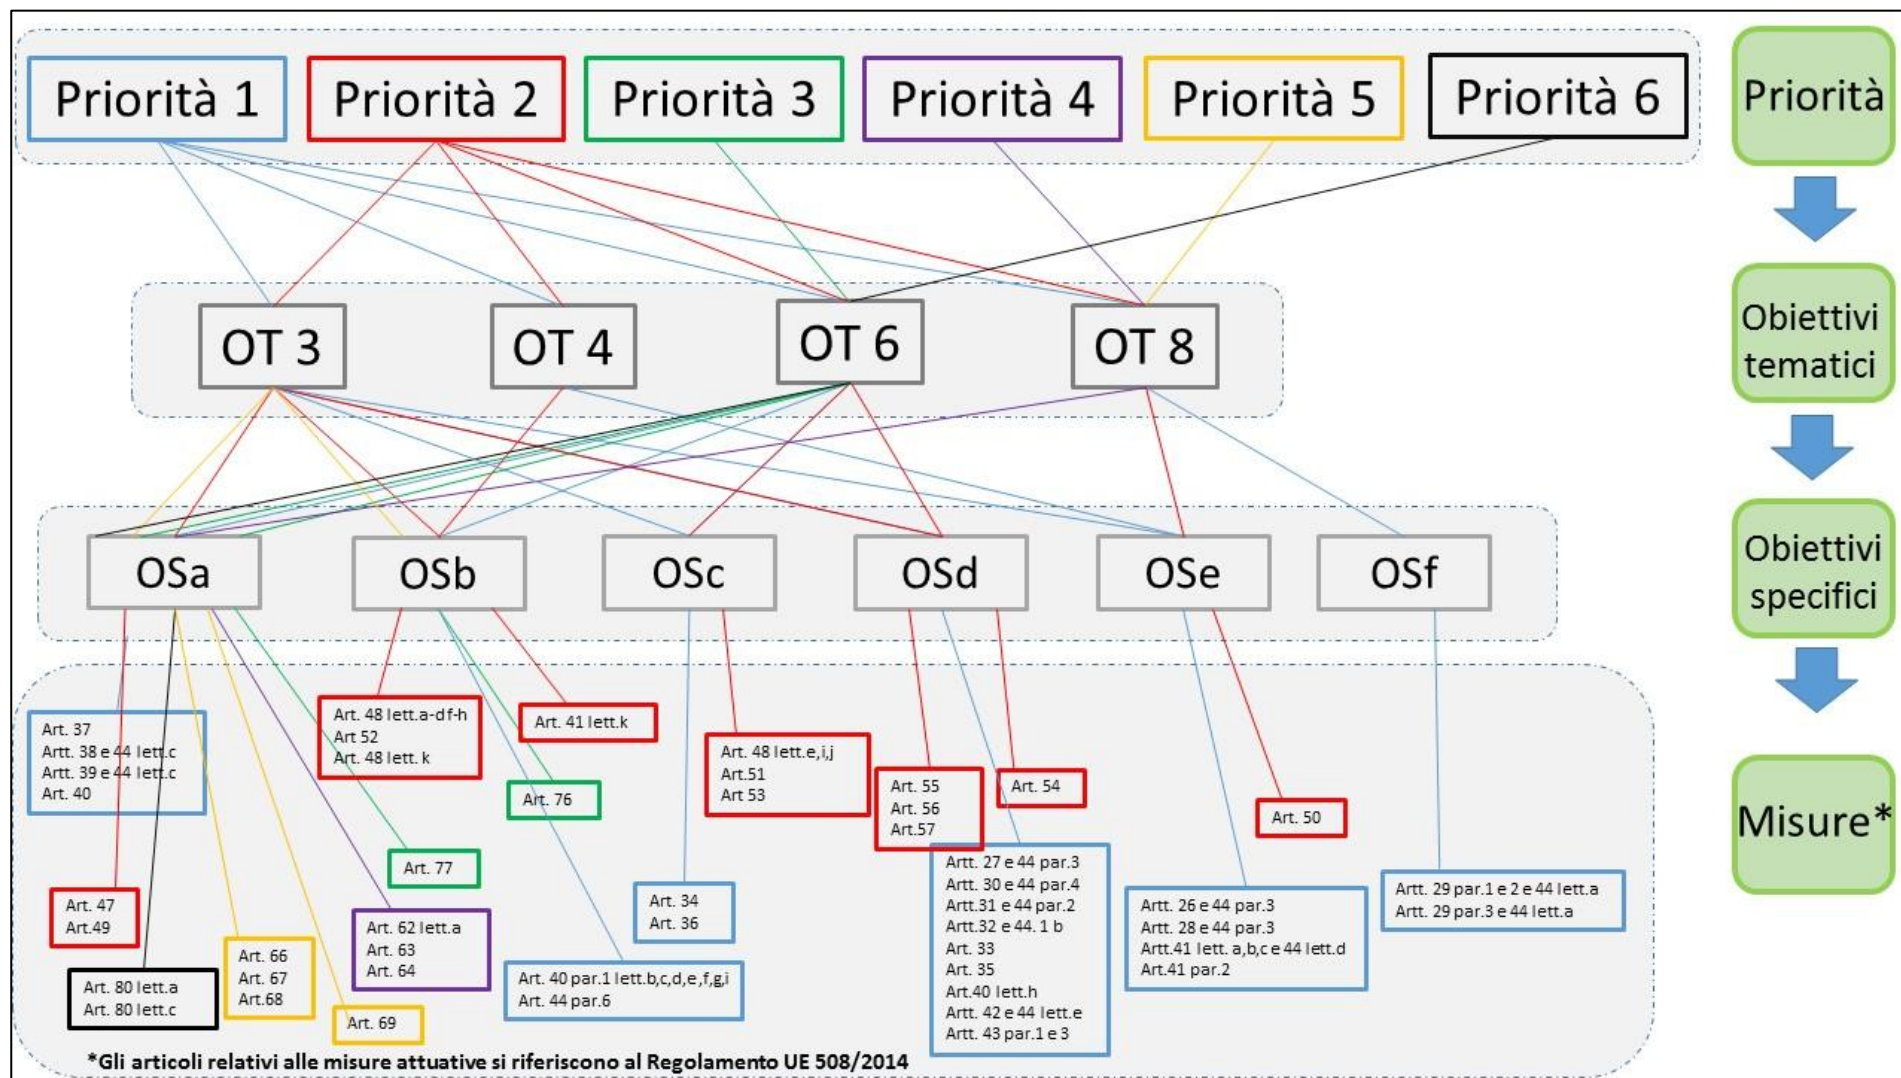 Priorità 1
Priorità 2
Priorità 3
Priorità 4
Priorità 5
Priorità 6
Priorità
OT 3
OT 4
OT 6
OT 8
Obiettivi
tematici
OSa
OSb
OSc
OSd
OSe
OSf
Obiettivi
specifici
Art. 37
Artt. 38 e 44 lett.c
Artt. 39 e 44 lett.c
Art. 40
Art. 47
Art.49
Art. 80 lett.a
Art. 80 lett.c
Art. 66
Art. 67
Art.68
Art. 69
Art. 62 lett.a
Art. 63
Art. 64
Art. 77
Art. 48 lett.a-df-h
Art 52
Art. 48 lett. k
Art. 41 lett.k
Art. 76
Art. 40 par.1 lett.b,c,d,e,f,g,i
Art. 44 par.6
Art. 34
Art. 36
Art. 48 lett.e,i,j
Art.51
Art 53
Art. 55
Art. 56
Art.57
Art. 54
Artt. 27 e 44 par.3
Artt. 30 e 44 par.4
Artt.31 e 44 par.2
Artt.32 e 44. 1 b
Art. 33
Art. 35
Art.40 lett.h
Artt. 42 e 44 lett.e
Artt. 43 par.1 e 3
Art. 50
Artt. 26 e 44 par.3
Artt. 28 e 44 par.3
Artt.41 lett. a,b,c e 44 lett.d
Art.41 par.2
Artt. 29 par.1 e 2 e 44 lett.a
Artt. 29 par.3 e 44 lett.a
Misure*
*Gli articoli relativi alle misure attuative si riferiscono al Regolamento UE 508/2014